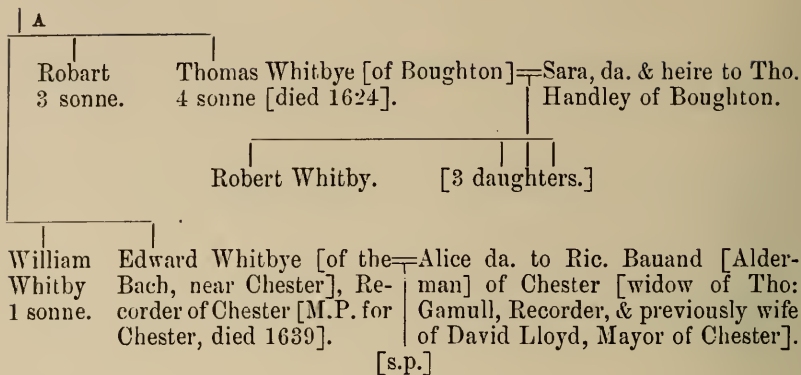 A
Robart
3 sonne.
Thomas Whitbye [of Boughton]
4 sonne [died 1624].
Sara, da. & heire to Tho.
Handley of Boughton.
Robert Whitby.
[3 daughters.]
William
Whitby
1 sonne.
Edward Whitbye [of the
Bach, near Chester], Re-
corder of Chester [M.P. for
Chester, died 1639].
Alice da. to Ric. Bauand [Alder-
man] of Chester [widow of Tho:
Gamull, Recorder, & previously wife
of David Lloyd, Mayor of Chester].
[s.p.]